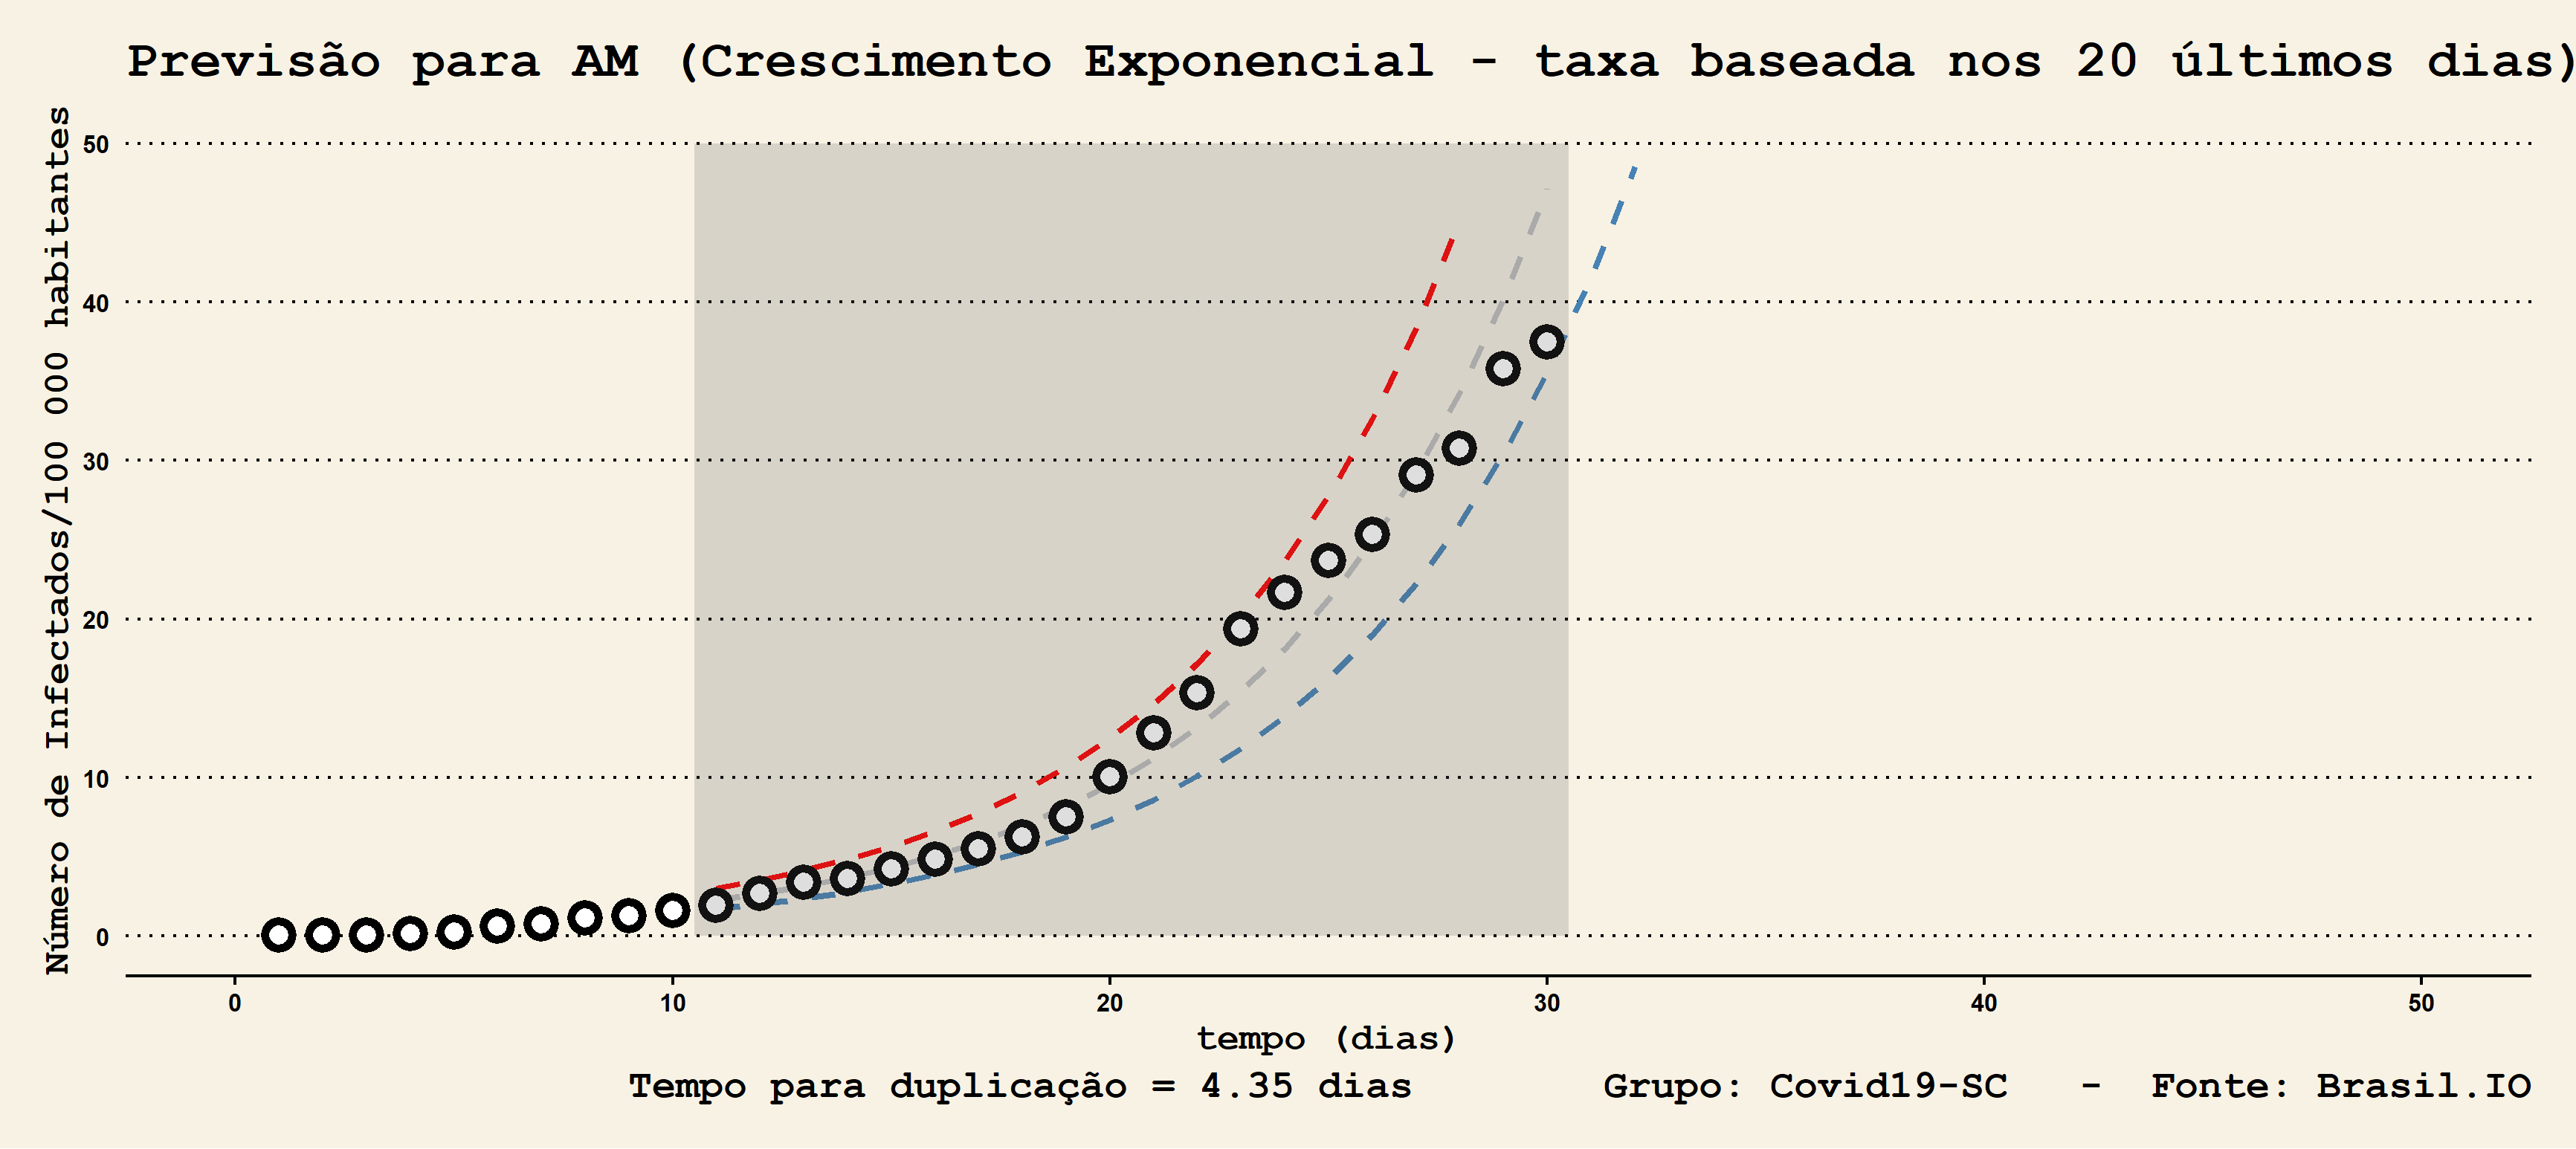 Previsão para AM (Crescimento Exponencial - taxa baseada nos 20 últimos dias)
Número de Infectados/100 000 habitantes
50
40
30
20
10
0
0 10 20 30 40 50
tempo (dias)
Tempo para duplicação = 4.35 dias Grupo: Covid19-SC - Fonte: Brasil.IO